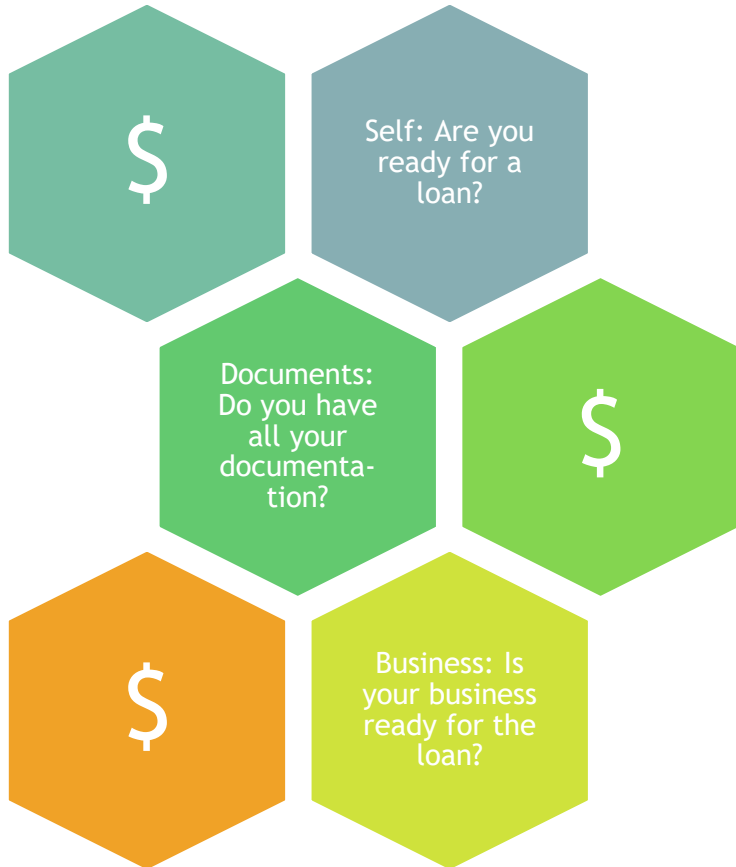 $
Self: Are you
ready for a
loan?
Documents:
Do you have
all your
documenta-
tion?
$
$
Business: Is
your business
ready for the
loan?